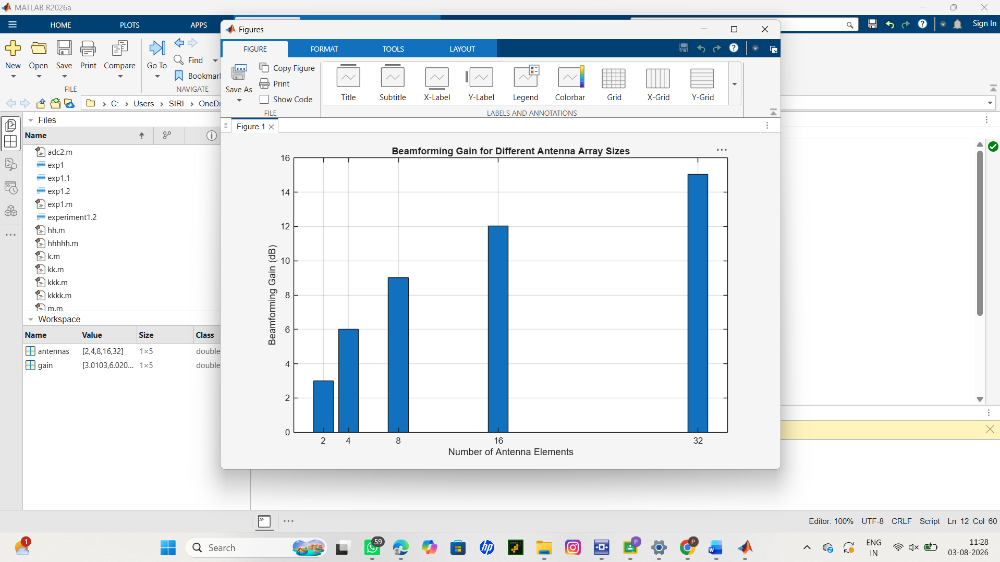 MATLAB R2026a
HOME PLOTS APPS Sign In
New Open Save Print Compare Go To Find Bookmar
FILE NAVIGATE
C: Users SIRI OneDr
Files
Name
adc2.m
exp1
exp1.1
exp1.2
exp1.m
experiment1.2
hh.m
hhhhh.m
k.m
kk.m
kkk.m
kkkk.m
m.m
Workspace
Name Value Size Class
antennas [2,4,8,16,32] 1×5 double
gain [3.0103,6.020... 1×5 double
Figures
FIGURE FORMAT TOOLS LAYOUT
Save As Copy Figure
Print
Show Code
FILE
Title Subtitle X-Label Y-Label Legend Colorbar Grid X-Grid Y-Grid
LABELS AND ANNOTATIONS
Figure 1
Beamforming Gain for Different Antenna Array Sizes
16
14
12
10
8
6
4
2
0
Beamforming Gain (dB)
2 4 8 16 32
Number of Antenna Elements
Editor: 100% UTF-8 CRLF Script Ln 12 Col 60
1
Search
59
P
P
ENG
IN
11:28
03-08-2026